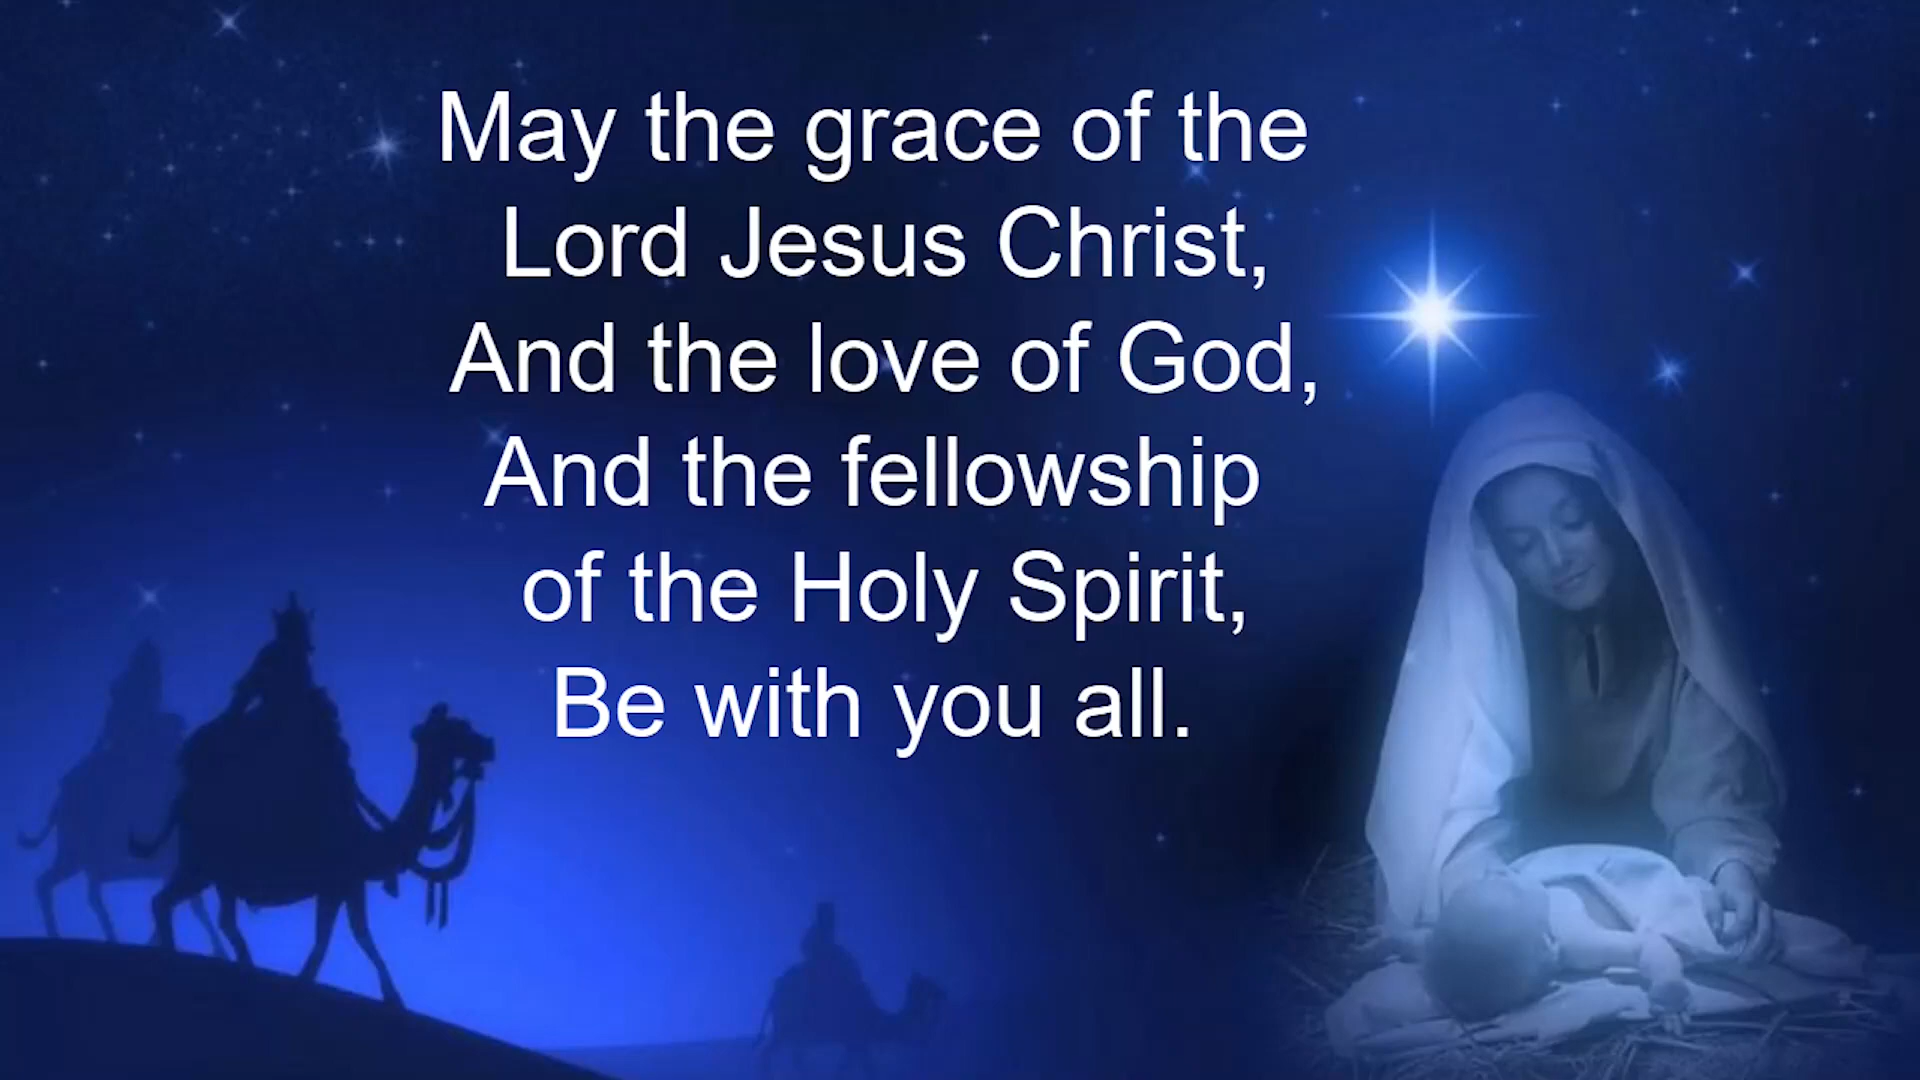 May the grace of the
Lord Jesus Christ,
And the love of God,
And the fellowship
of the Holy Spirit,
Be with you all.